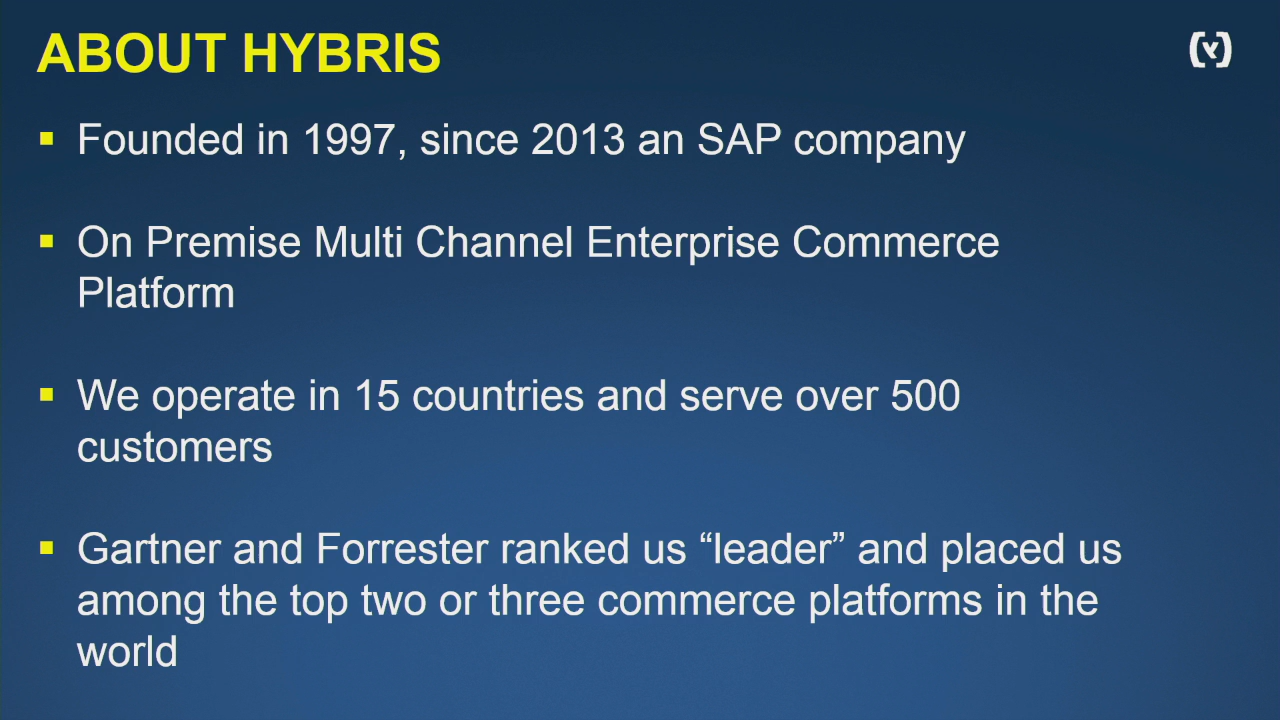 ABOUT HYBRIS
Founded in 1997, since 2013 an SAP company
On Premise Multi Channel Enterprise Commerce
Platform
We operate in 15 countries and serve over 500
customers
Gartner and Forrester ranked us “leader” and placed us
among the top two or three commerce platforms in the
world